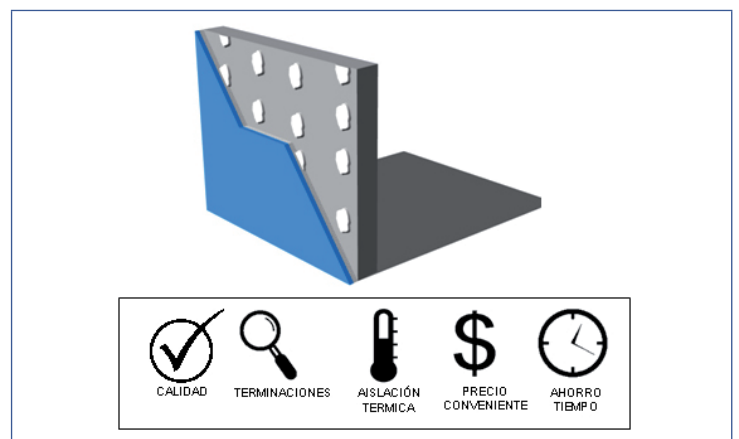 CALIDAD
TERMINACIONES
AISLACIÓN
TERMICA
$
PRECIO
CONVENIENTE
AHORRO
TIEMPO